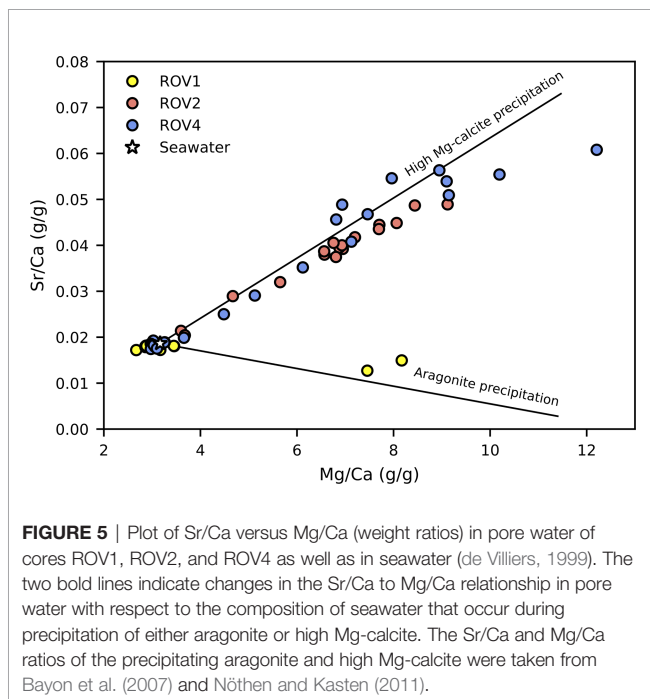 0.08
0.07
0.06
0.05
0.04
0.03
0.02
0.01
0.00
Sr/Ca (g/g)
ROV1
ROV2
ROV4
Seawater
High Mg-calcite precipitation
Aragonite precipitation
2 4 6 8 10 12
Mg/Ca (g/g)
FIGURE 5 | Plot of Sr/Ca versus Mg/Ca (weight ratios) in pore water of
cores ROV1, ROV2, and ROV4 as well as in seawater (de Villiers, 1999). The
two bold lines indicate changes in the Sr/Ca to Mg/Ca relationship in pore
water with respect to the composition of seawater that occur during
precipitation of either aragonite or high Mg-calcite. The Sr/Ca and Mg/Ca
ratios of the precipitating aragonite and high Mg-calcite were taken from
Bayon et al. (2007) and Nöthen and Kasten (2011).